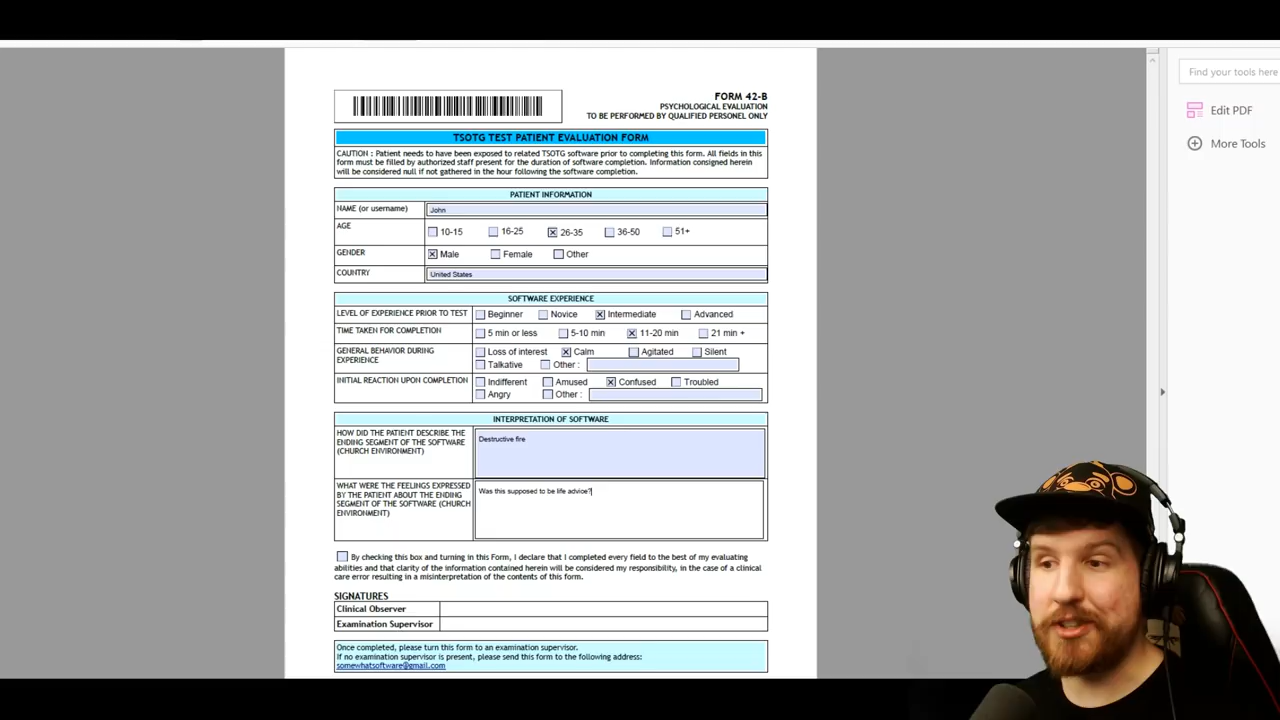 Find your tools here
Edit PDF
More Tools
FORM 42-B
PSYCHOLOGICAL EVALUATION
TO BE PERFORMED BY QUALIFIED PERSONEL ONLY
TSOTG TEST PATIENT EVALUATION FORM
CAUTION : Patient needs to have been exposed to related TSOTG software prior to completing this form. All fields in this
form must be filled by authorized staff present for the duration of software completion. Information consigned herein
will be considered null if not gathered in the hour following the software completion.
PATIENT INFORMATION
NAME (or username) John
AGE 10-15 16-25 26-35 36-50 51+
GENDER Male Female Other
COUNTRY United States
SOFTWARE EXPERIENCE
LEVEL OF EXPERIENCE PRIOR TO TEST Beginner Novice Intermediate Advanced
TIME TAKEN FOR COMPLETION 5 min or less 5-10 min 11-20 min 21 min +
GENERAL BEHAVIOR DURING
EXPERIENCE
Loss of interest Calm Agitated Silent
Talkative Other :
INITIAL REACTION UPON COMPLETION
Indifferent Amused Confused Troubled
Angry Other :
INTERPRETATION OF SOFTWARE
HOW DID THE PATIENT DESCRIBE THE
ENDING SEGMENT OF THE SOFTWARE
(CHURCH ENVIRONMENT)
Destructive fire
WHAT WERE THE FEELINGS EXPRESSED
BY THE PATIENT ABOUT THE ENDING
SEGMENT OF THE SOFTWARE (CHURCH
ENVIRONMENT)
Was this supposed to be life advice?
By checking this box and turning in this Form, I declare that I completed every field to the best of my evaluating
abilities and that clarity of the information contained herein will be considered my responsibility, in the case of a clinical
care error resulting in a misinterpretation of the contents of this form.
SIGNATURES
Clinical Observer
Examination Supervisor
Once completed, please turn this form to an examination supervisor.
If no examination supervisor is present, please send this form to the following address:
somewhatsoftware@gmail.com